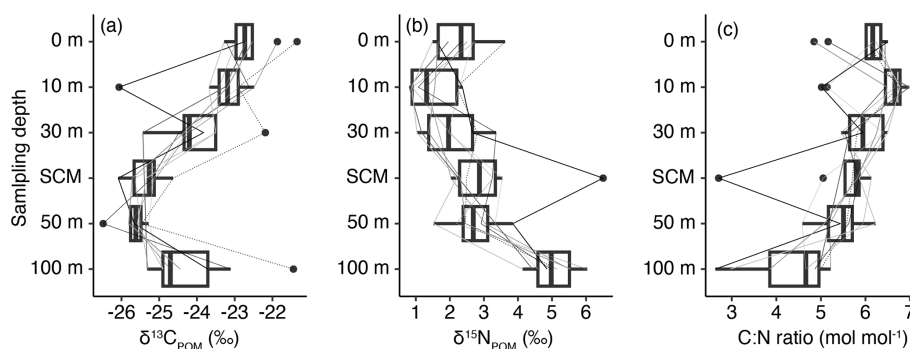 (a) (b) (c)
Samlpling depth
0 m 0 m 0 m
10 m 10 m 10 m
30 m 30 m 30 m
SCM SCM SCM
50 m 50 m 50 m
100 m 100 m 100 m
-26 -25 -24 -23 -22 1 2 3 4 5 6 3 4 5 6 7
δ¹³C_POM (‰) δ¹⁵N_POM (‰) C:N ratio (mol mol⁻¹)